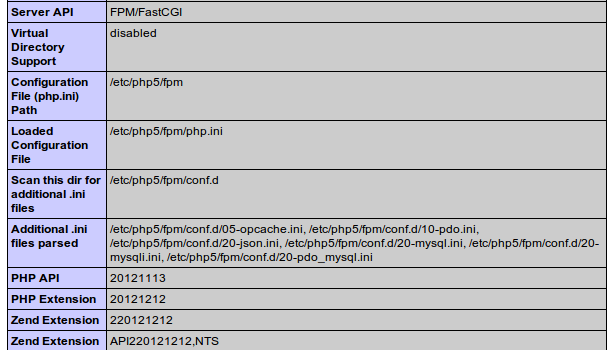 Server API FPM/FastCGI
Virtual disabled
Directory
Support
Configuration /etc/php5/fpm
File (php.ini)
Path
Loaded /etc/php5/fpm/php.ini
Configuration
File
Scan this dir for /etc/php5/fpm/conf.d
additional .ini
files
Additional .ini /etc/php5/fpm/conf.d/05-opcache.ini, /etc/php5/fpm/conf.d/10-pdo.ini,
files parsed /etc/php5/fpm/conf.d/20-json.ini, /etc/php5/fpm/conf.d/20-mysql.ini, /etc/php5/fpm/conf.d/20-
mysqli.ini, /etc/php5/fpm/conf.d/20-pdo_mysql.ini
PHP API 20121113
PHP Extension 20121212
Zend Extension 220121212
Zend Extension API220121212,NTS